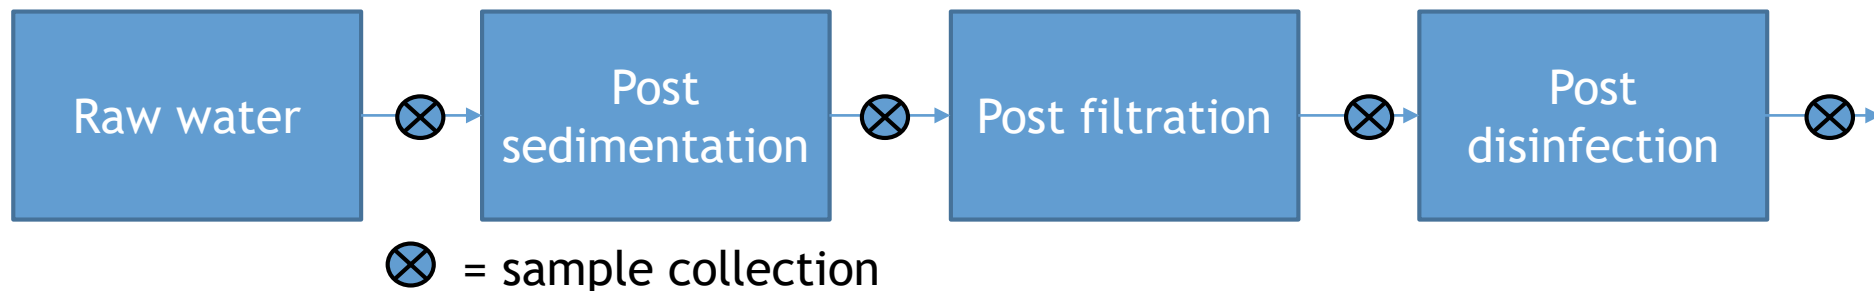 Raw water
Post
sedimentation
Post filtration
Post
disinfection
= sample collection